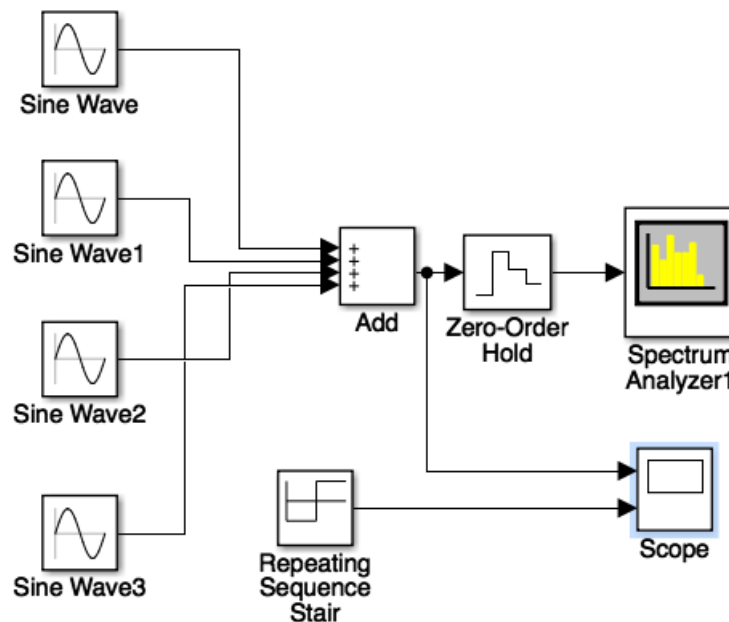 Sine Wave
Sine Wave1
+
+
+
+
Add
Zero-Order
Hold
Spectrum
Analyzer1
Sine Wave2
Sine Wave3
Repeating
Sequence
Stair
Scope